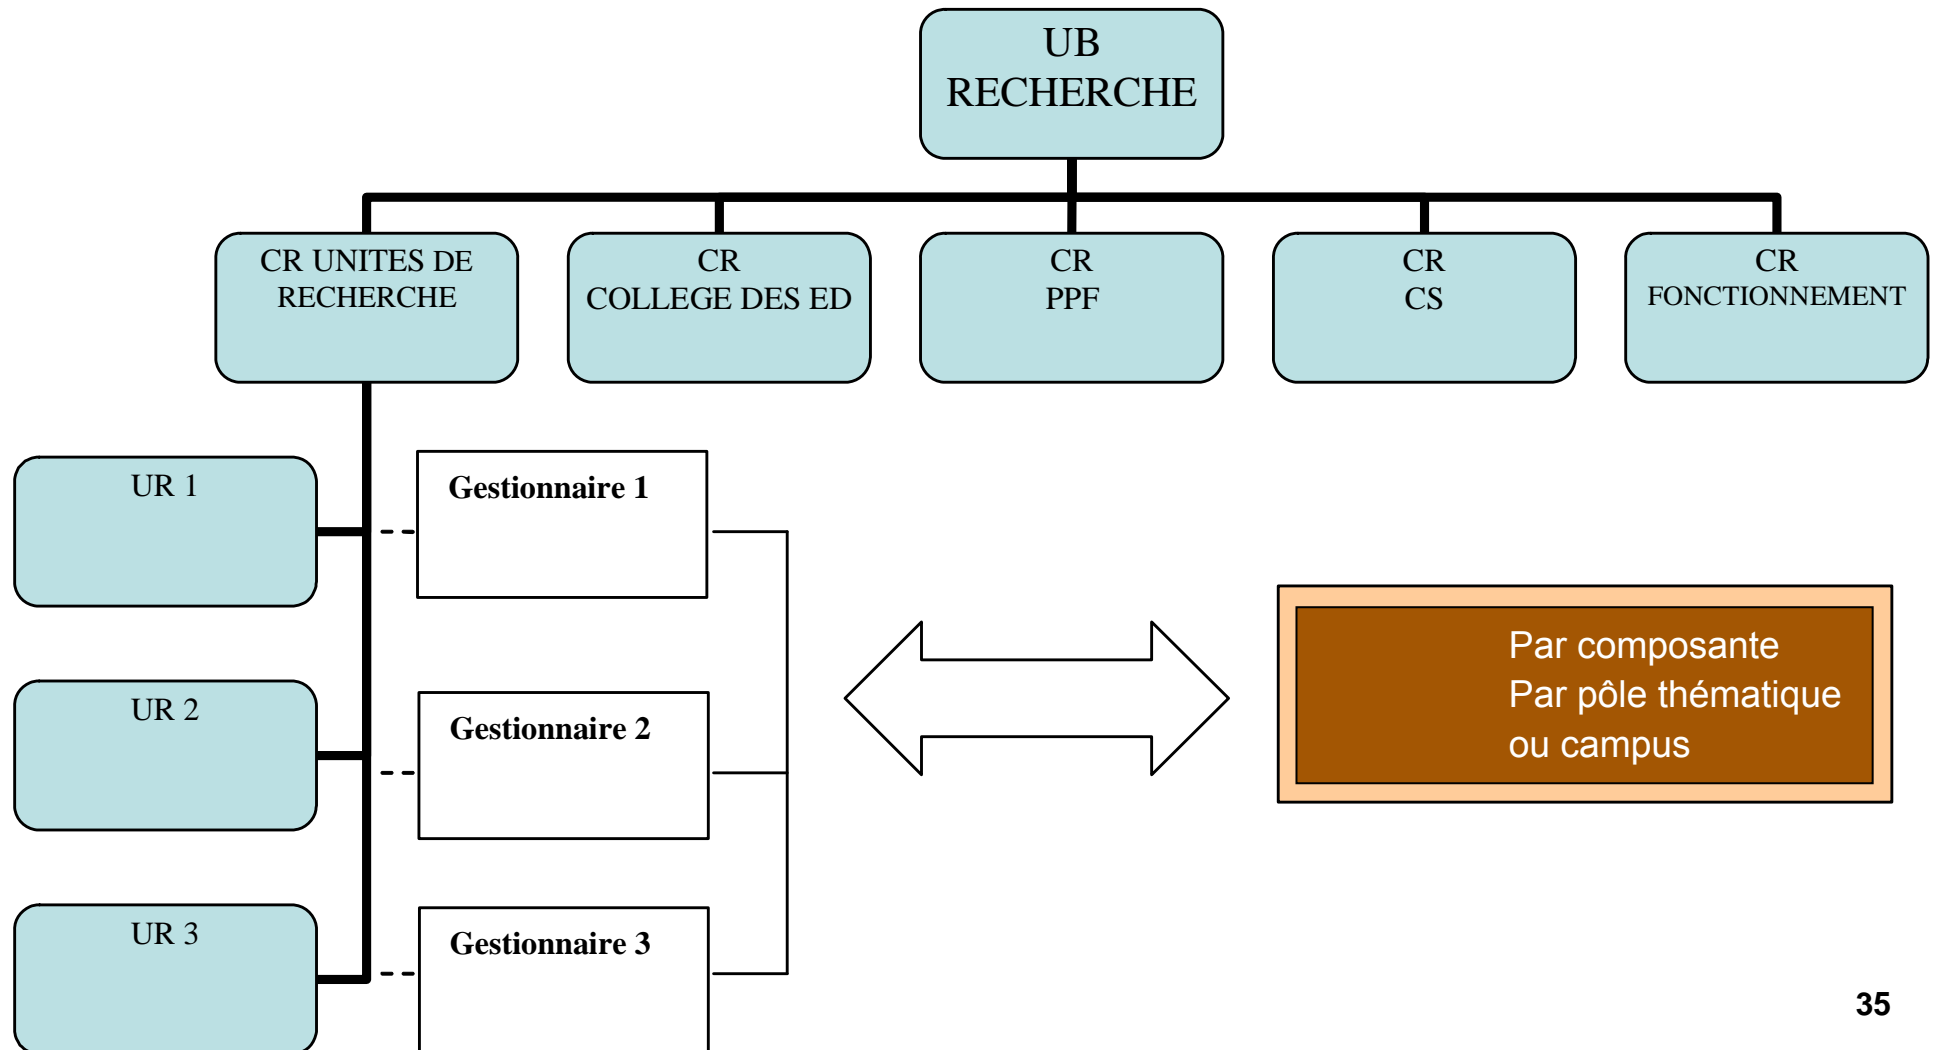 UB
RECHERCHE
CR UNITES DE
RECHERCHE
CR
COLLEGE DES ED
CR
PPF
CR
CS
CR
FONCTIONNEMENT
UR 1
Gestionnaire 1
UR 2
Gestionnaire 2
UR 3
Gestionnaire 3
Par composante
Par pôle thématique
ou campus
35